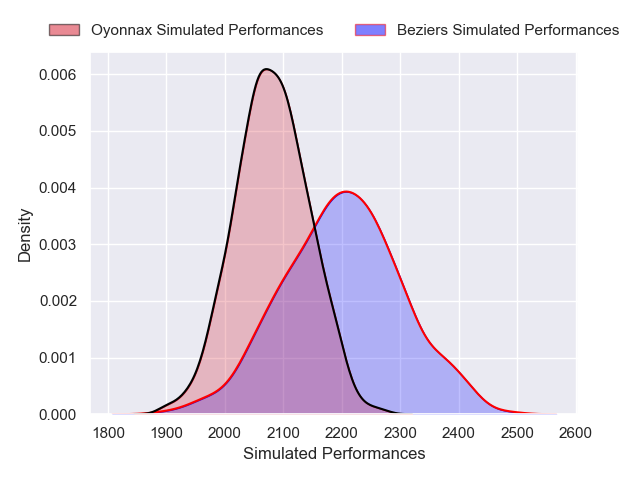 Oyonnax Simulated Performances Beziers Simulated Performances
0.006
0.005
0.004
0.003
0.002
0.001
0.000
Density
1800 1900 2000 2100 2200 2300 2400 2500 2600
Simulated Performances